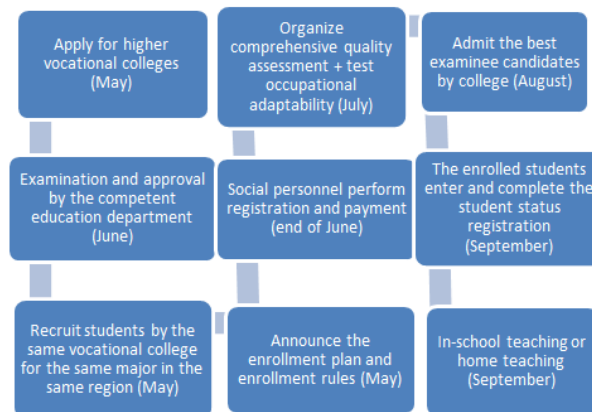 Apply for higher
vocational colleges
(May)
Examination and approval
by the competent
education department
(June)
Recruit students by the
same vocational college
for the same major in the
same region (May)
Announce the
enrollment plan and
enrollment rules (May)
Social personnel perform
registration and payment
(end of June)
Organize
comprehensive quality
assessment + test
occupational
adaptability (July)
Admit the best
examinee candidates
by college (August)
The enrolled students
enter and complete the
student status
registration
(September)
In-school teaching or
home teaching
(September)